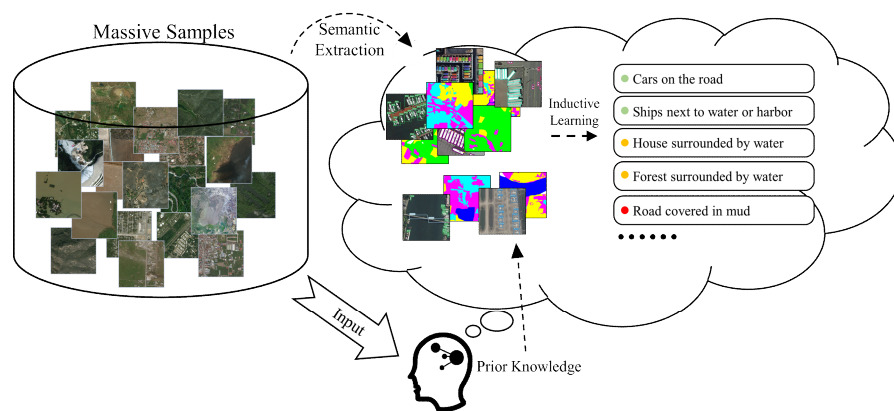 Massive Samples
Semantic
Extraction
Inductive
Learning
Cars on the road
Ships next to water or harbor
House surrounded by water
Forest surrounded by water
Road covered in mud
Input
Prior Knowledge